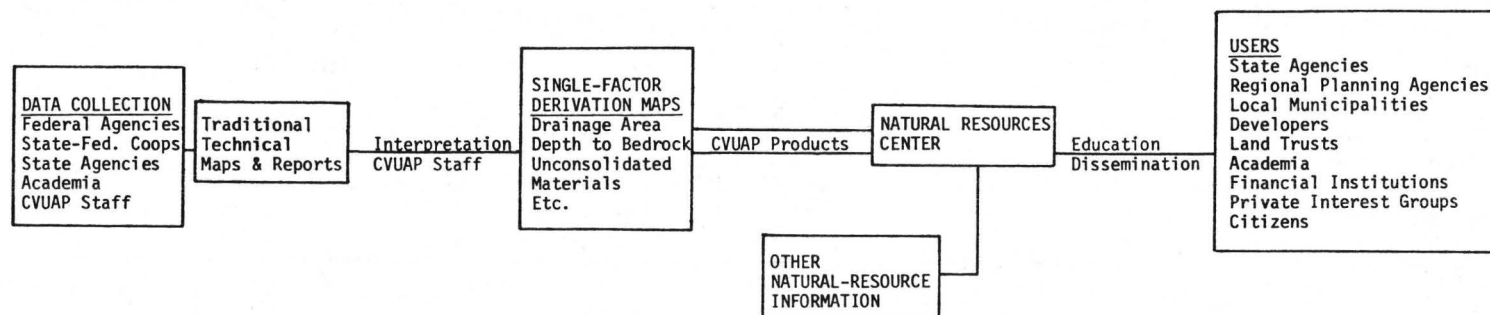 DATA COLLECTION
Federal Agencies
State-Fed. Coops
State Agencies
Academia
CVUAP Staff
Traditional
Technical
Maps & Reports
Interpretation
CVUAP Staff
SINGLE-FACTOR
DERIVATION MAPS
Drainage Area
Depth to Bedrock
Unconsolidated
Materials
Etc.
CVUAP Products
NATURAL RESOURCES
CENTER
OTHER
NATURAL-RESOURCE
INFORMATION
Education
Dissemination
USERS
State Agencies
Regional Planning Agencies
Local Municipalities
Developers
Land Trusts
Academia
Financial Institutions
Private Interest Groups
Citizens